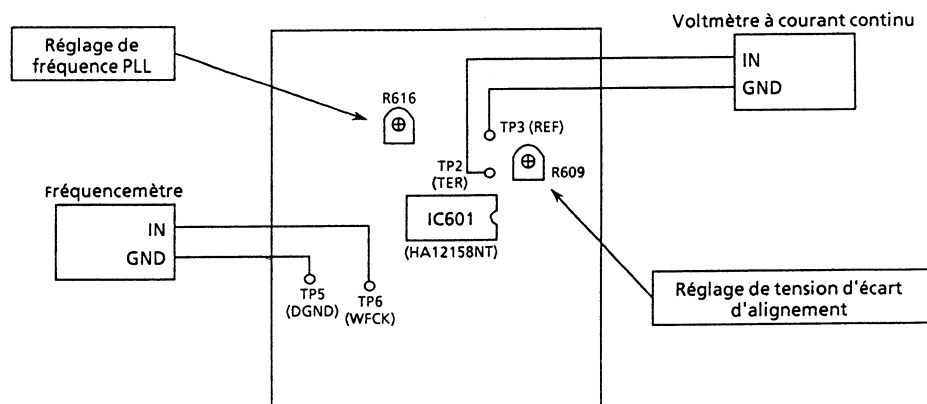 Voltmètre à courant continu
Réglage de
fréquence PLL
IN
GND
R616
TP3 (REF)
TP2
(TER)
R609
Fréquencemètre
IN
GND
IC601
(HA12158NT)
TP5
(DGND)
TP6
(WFCK)
Réglage de tension d'écart
d'alignement